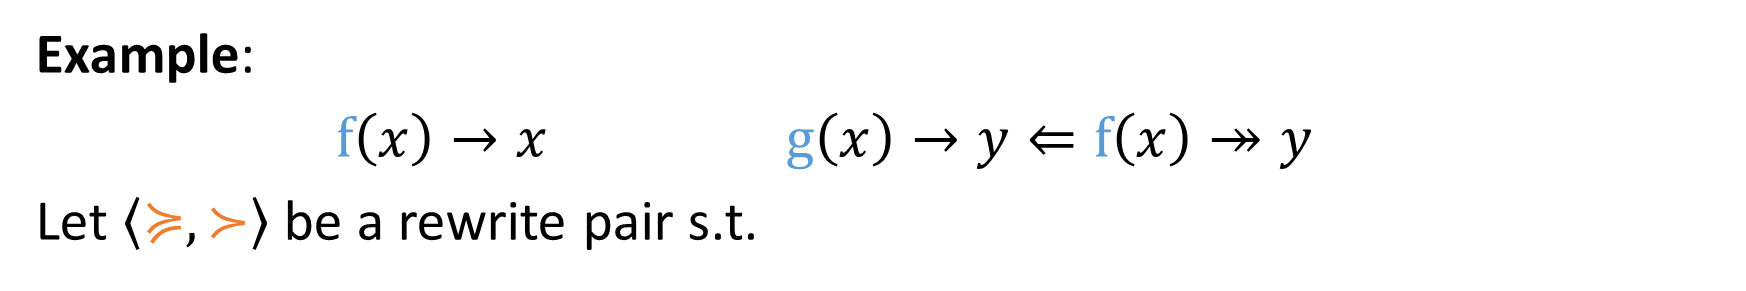 Example:
f(x) → x g(x) → y ⇐ f(x) ↠ y
Let ⟨≽, ≻⟩ be a rewrite pair s.t.